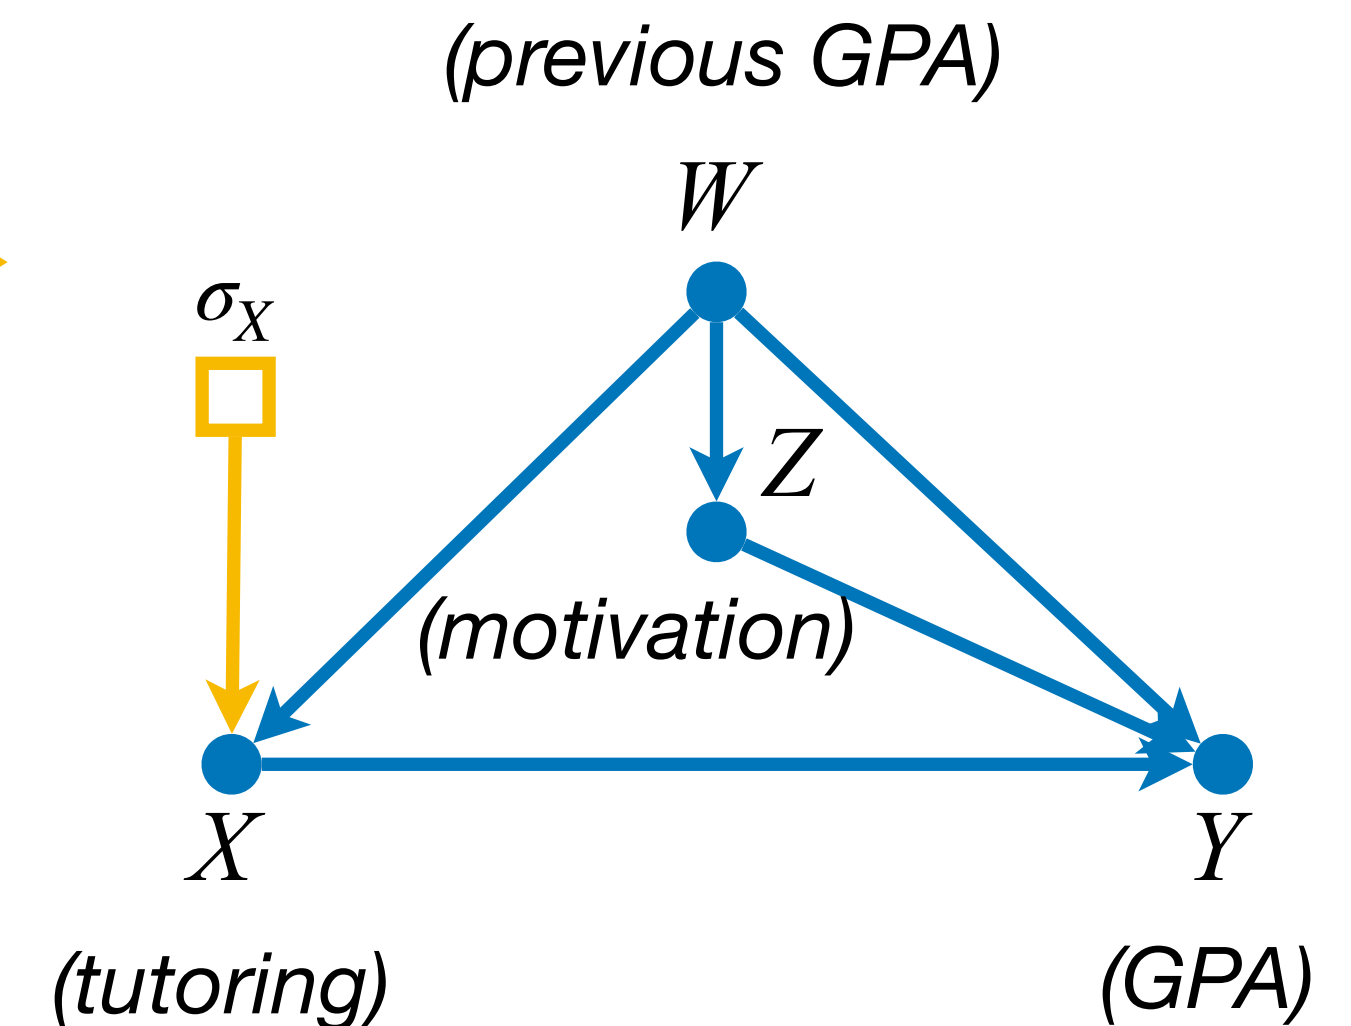 (previous GPA)
W
σX
Z
(motivation)
X
Y
(tutoring)
(GPA)